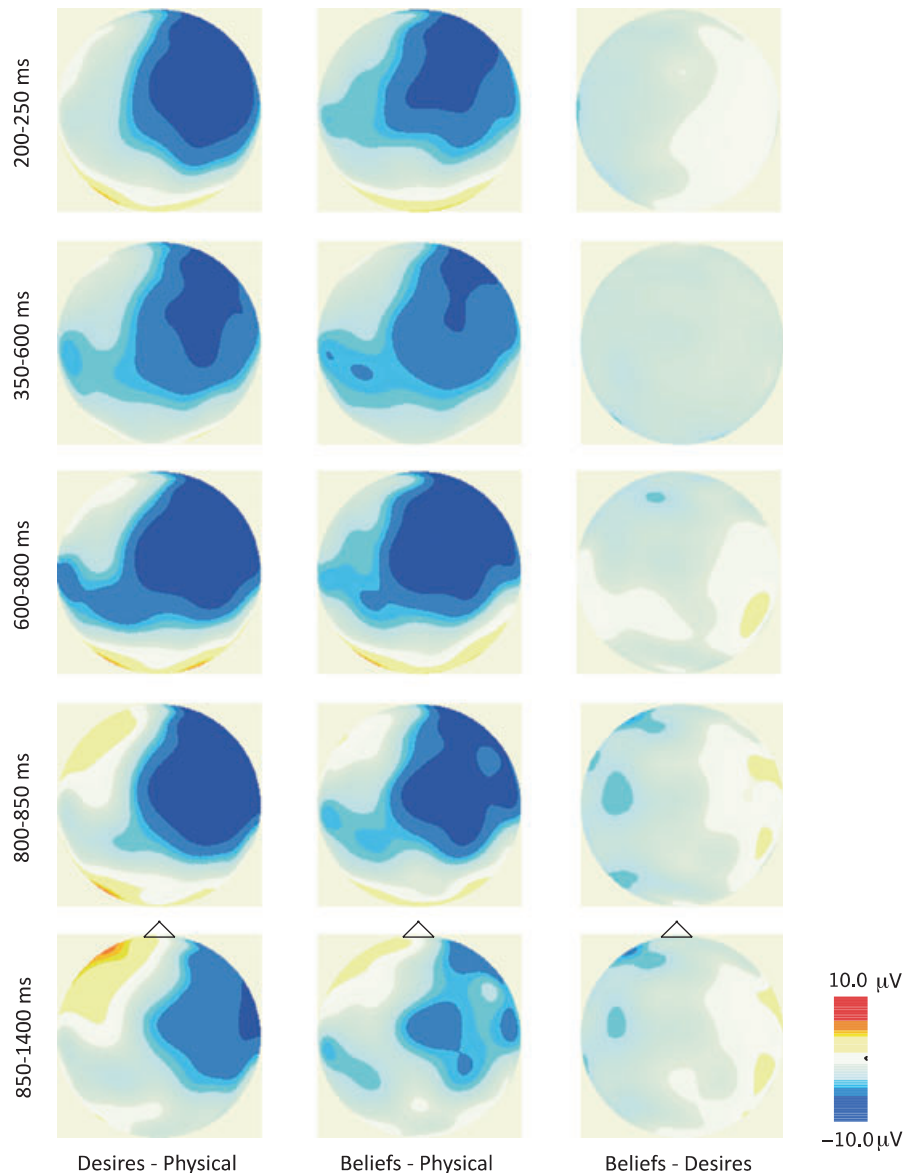 200-250 ms
350-600 ms
600-800 ms
800-850 ms
850-1400 ms
10.0 µV
−10.0 µV
Desires - Physical
Beliefs - Physical
Beliefs - Desires